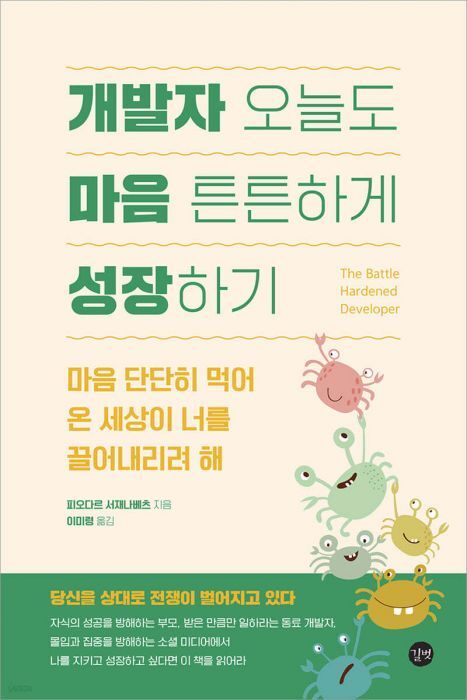 개발자 오늘도
마음 튼튼하게
성장하기
The Battle
Hardened
Developer
마음 단단히 먹어
온 세상이 너를
끌어내리려 해
피오다르 서재나베츠 지음
이미령 옮김
당신을 상대로 전쟁이 벌어지고 있다
자식의 성공을 방해하는 부모, 받은 만큼만 일하라는 동료 개발자,
몰입과 집중을 방해하는 소셜 미디어에서
나를 지키고 성장하고 싶다면 이 책을 읽어라
길벗
YES24